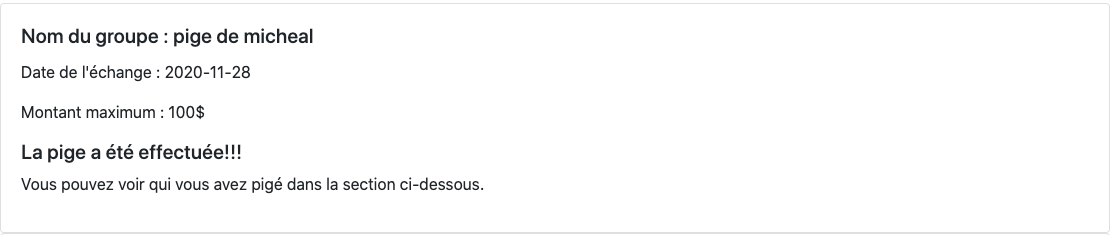 Nom du groupe : pige de micheal
Date de l'échange : 2020-11-28
Montant maximum : 100$
La pige a été effectuée!!!
Vous pouvez voir qui vous avez pigé dans la section ci-dessous.